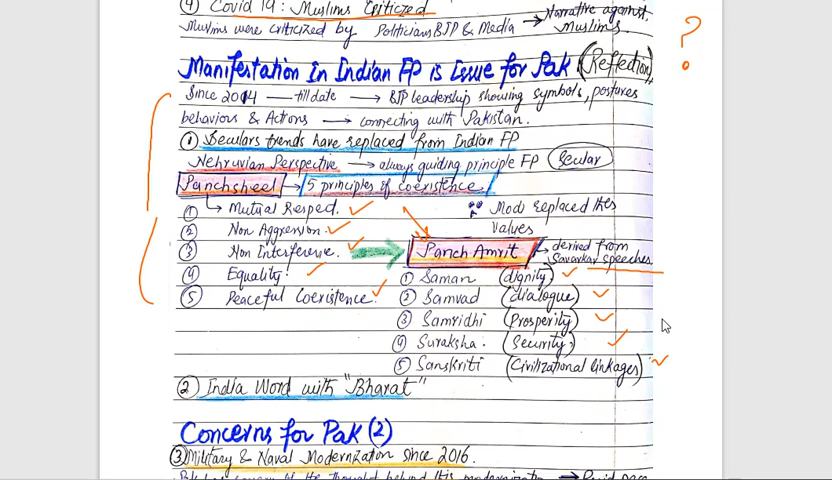 ④ Covid 19: Muslims Criticized
Muslims were criticized by Politicians BJP & Media → Narrative against Muslims
?
Manifestation In Indian FP is Issue for Pak (Reflection)
Since 2014 — till date → BJP leadership showing symbols, postures
behaviours & Actions → connecting with Pakistan.
① Seculars trends have replaced from Indian FP
Nehruvian Perspective → always guiding principle FP (Secular)
Panchsheel → 5 principles of coexistence
① Mutual Respect.
② Non Aggression.
③ Non Interference.
④ Equality.
⑤ Peaceful Coexistence
Modi replaced this
values
Panch Amrit → derived from
Savarkar speeches
① Saman (dignity)
② Samvad (dialogue)
③ Samridhi (Prosperity)
④ Suraksha. (Security)
⑤ Sanskriti (Civilizational linkages)
② India Word with "Bharat"
Concerns for Pak (2)
③ Military & Naval Modernization since 2016.